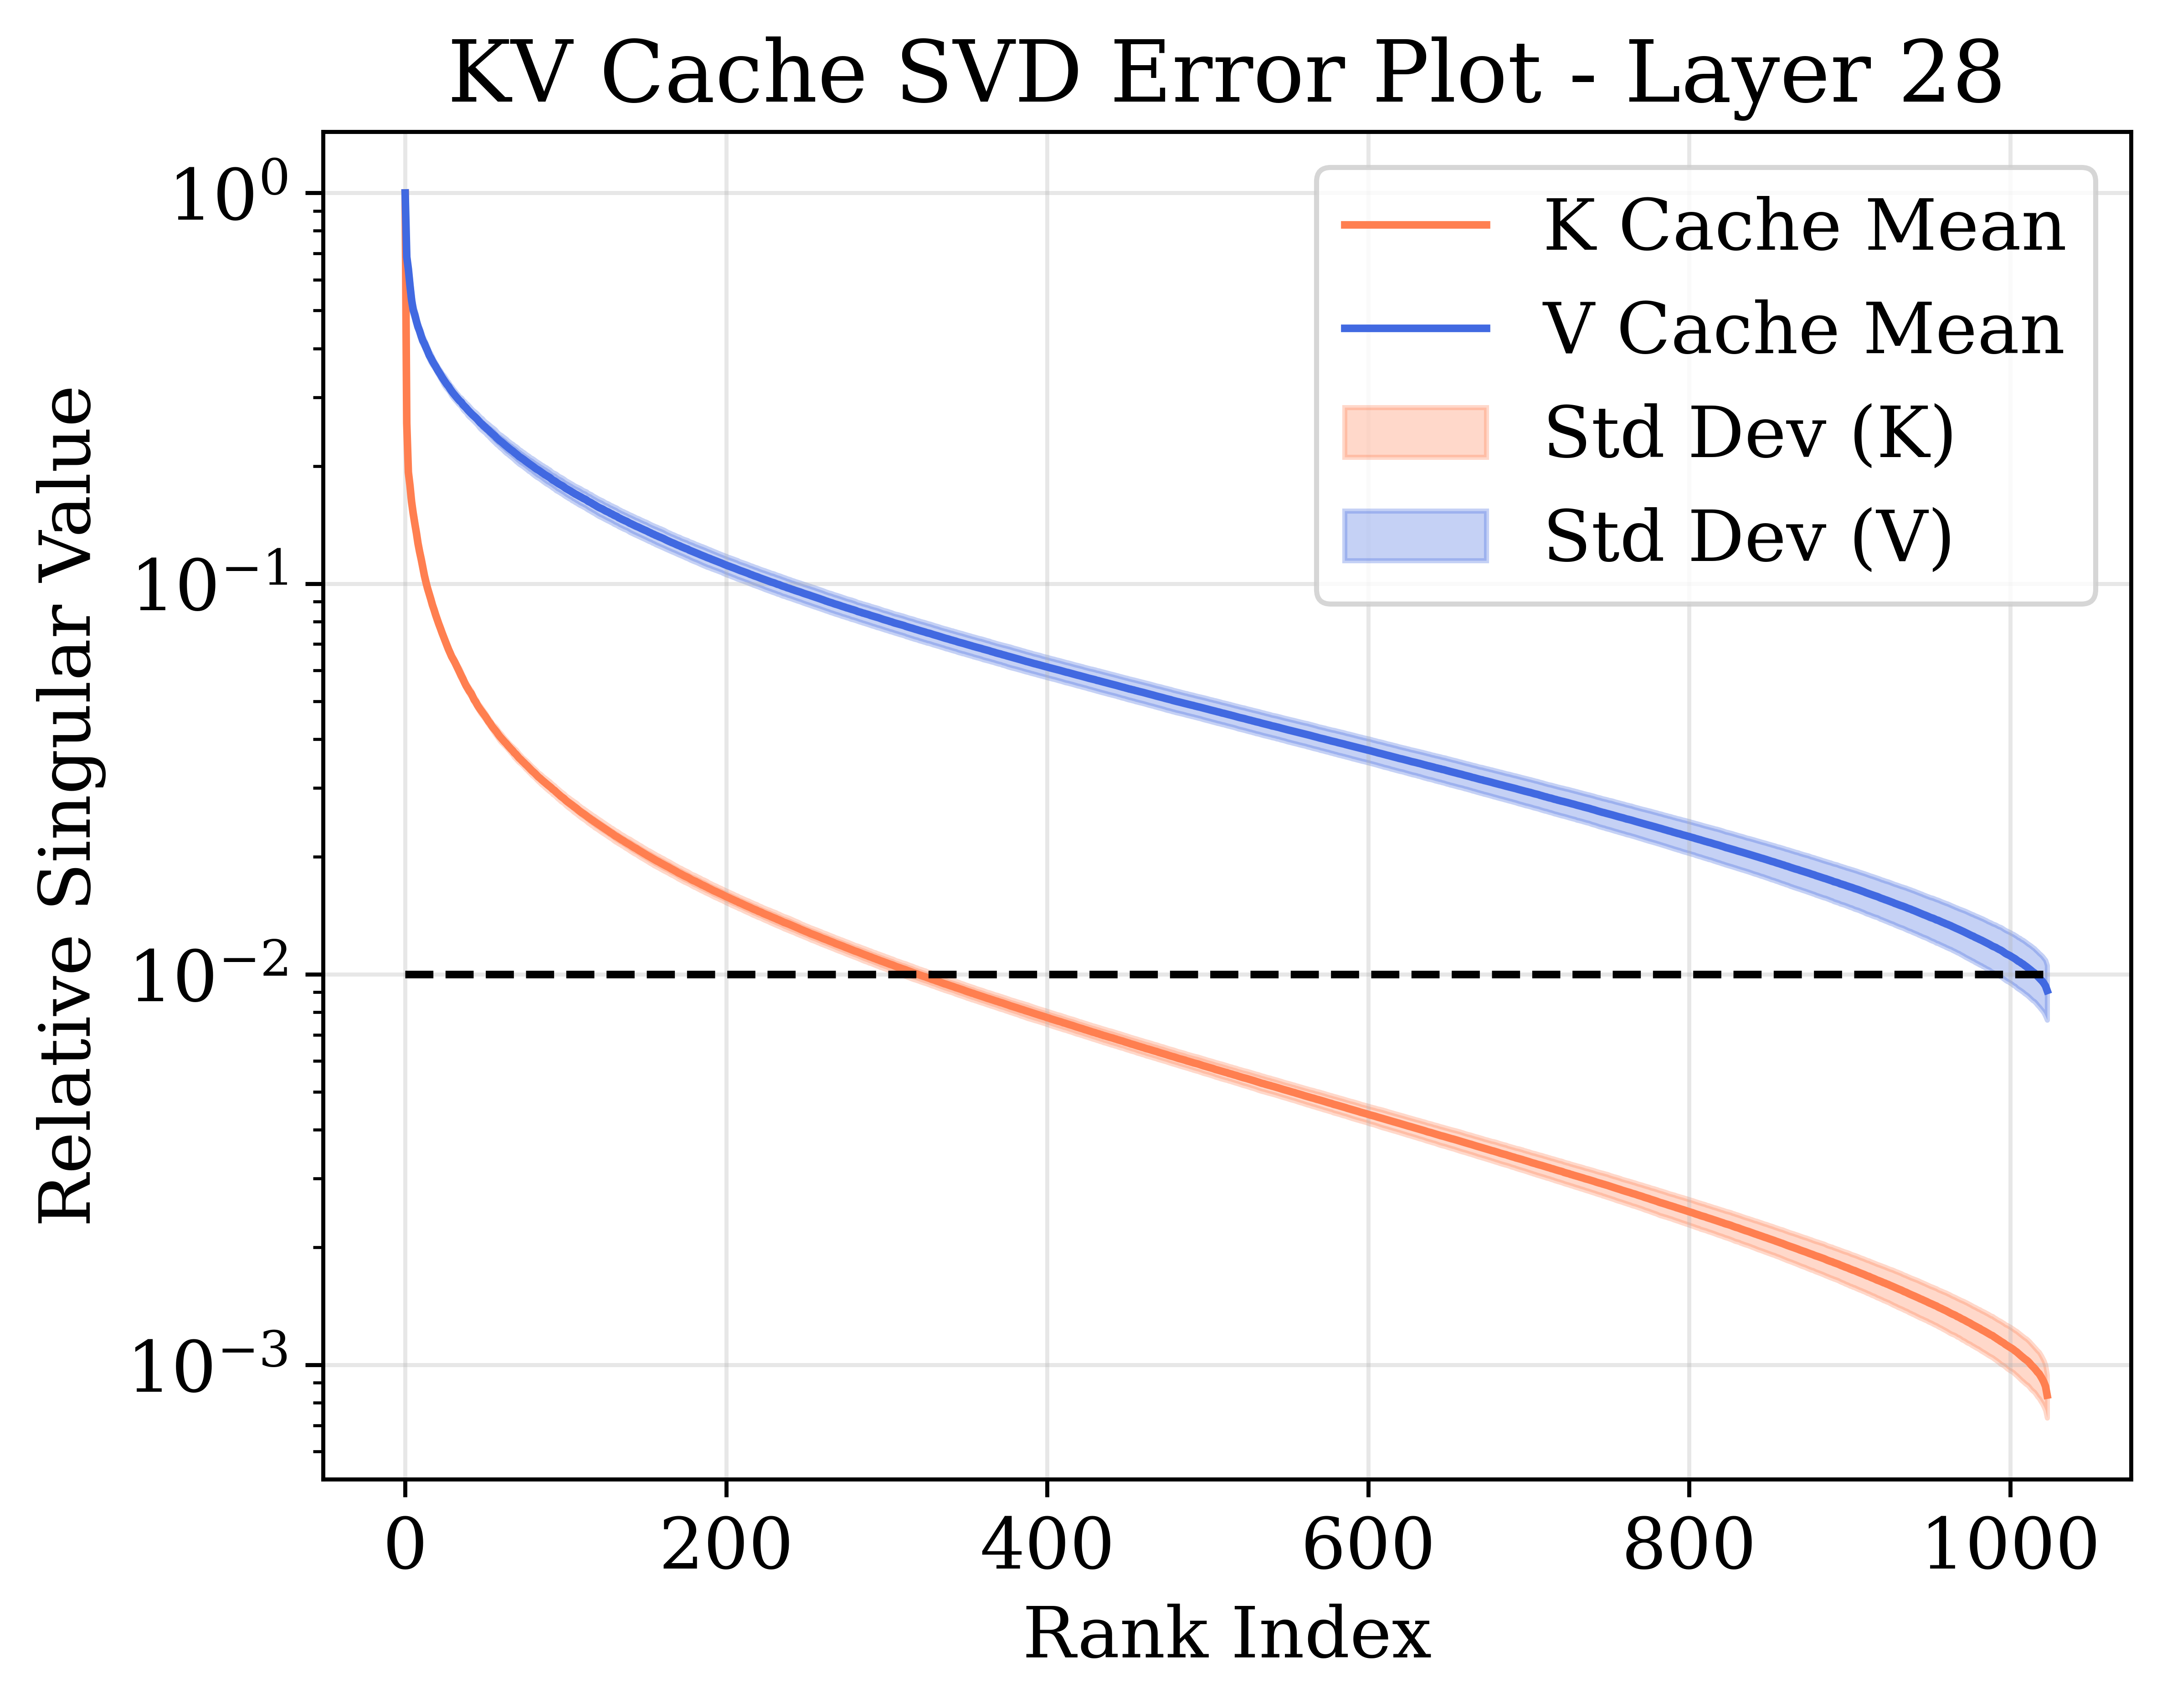 KV Cache SVD Error Plot - Layer 28
K Cache Mean
V Cache Mean
Std Dev (K)
Std Dev (V)
Relative Singular Value
10⁰
10⁻¹
10⁻²
10⁻³
0 200 400 600 800 1000
Rank Index